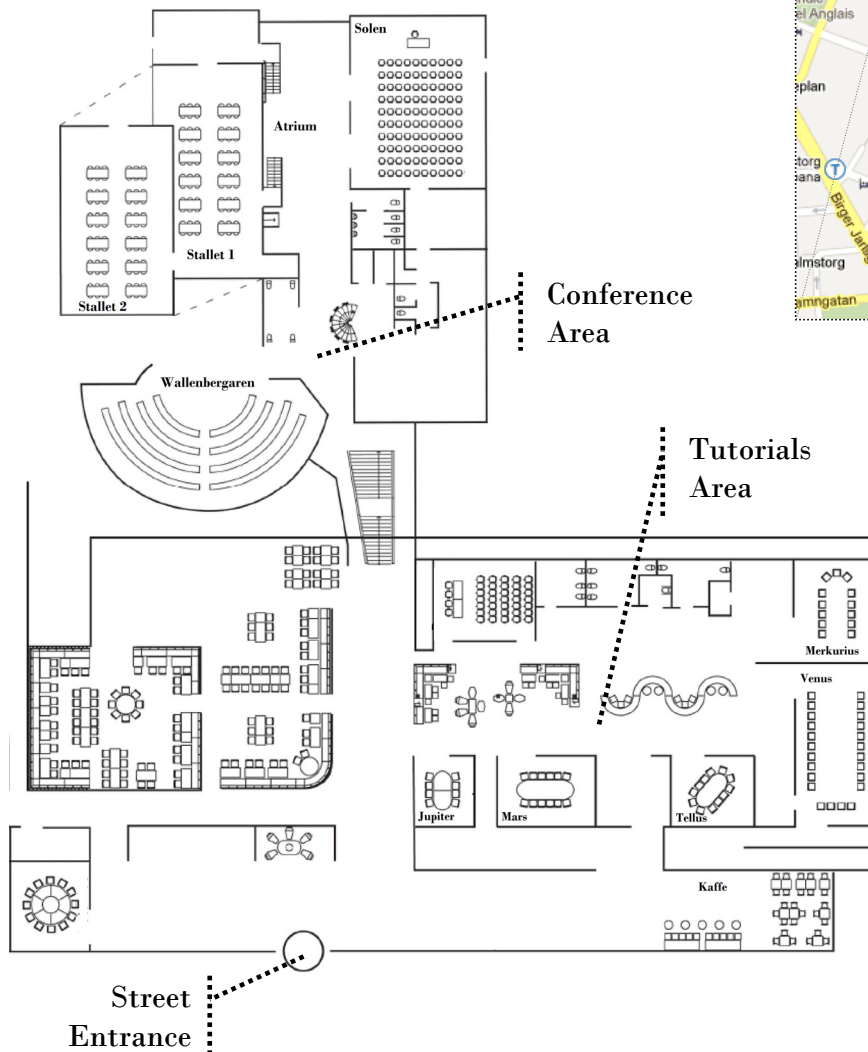 Solen
Atrium
Stallet 1
Stallet 2
Wallenbergaren
Conference
Area
Tutorials
Area
Merkurius
Venus
Jupiter
Mars
Tellus
Kaffe
Street
Entrance
el Anglais
eplan
torg
ana
T
Birger Jarlsg
lmstorg
amngatan